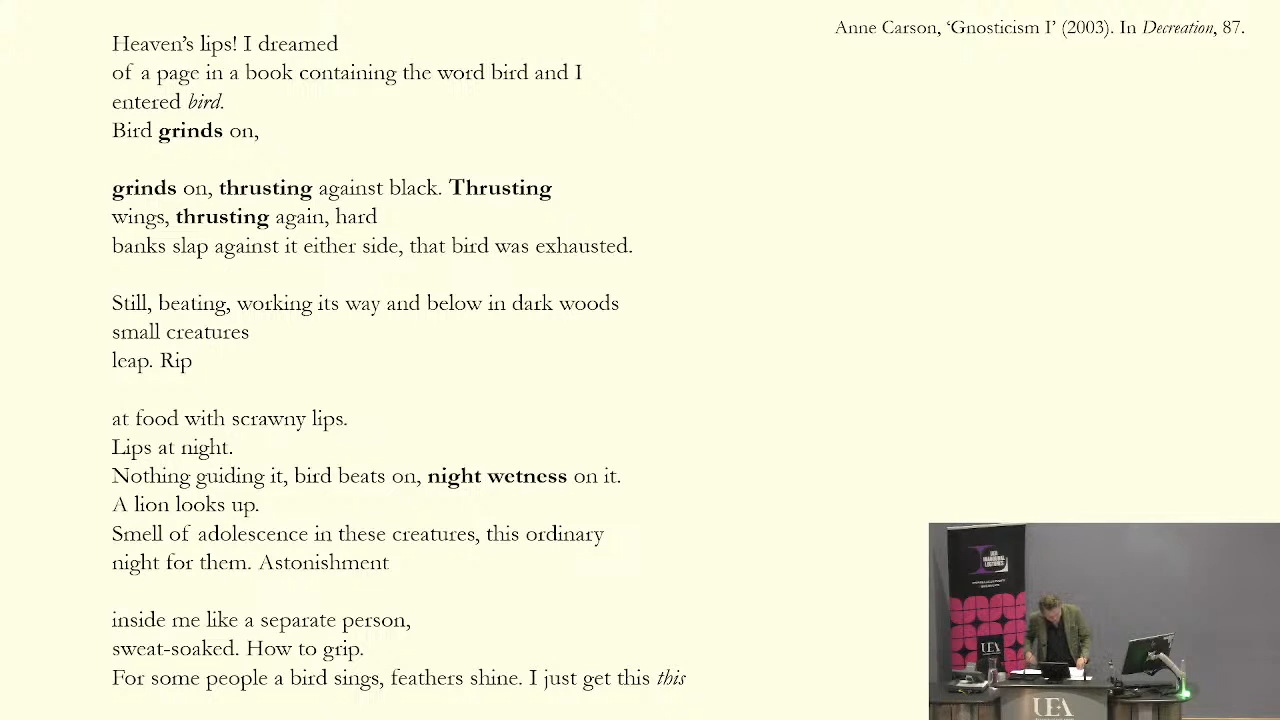 Anne Carson, ‘Gnosticism I’ (2003). In Decreation, 87.
Heaven’s lips! I dreamed
of a page in a book containing the word bird and I
entered bird.
Bird grinds on,
grinds on, thrusting against black. Thrusting
wings, thrusting again, hard
banks slap against it either side, that bird was exhausted.
Still, beating, working its way and below in dark woods
small creatures
leap. Rip
at food with scrawny lips.
Lips at night.
Nothing guiding it, bird beats on, night wetness on it.
A lion looks up.
Smell of adolescence in these creatures, this ordinary
night for them. Astonishment
inside me like a separate person,
sweat-soaked. How to grip.
For some people a bird sings, feathers shine. I just get this this
UEA
UEA